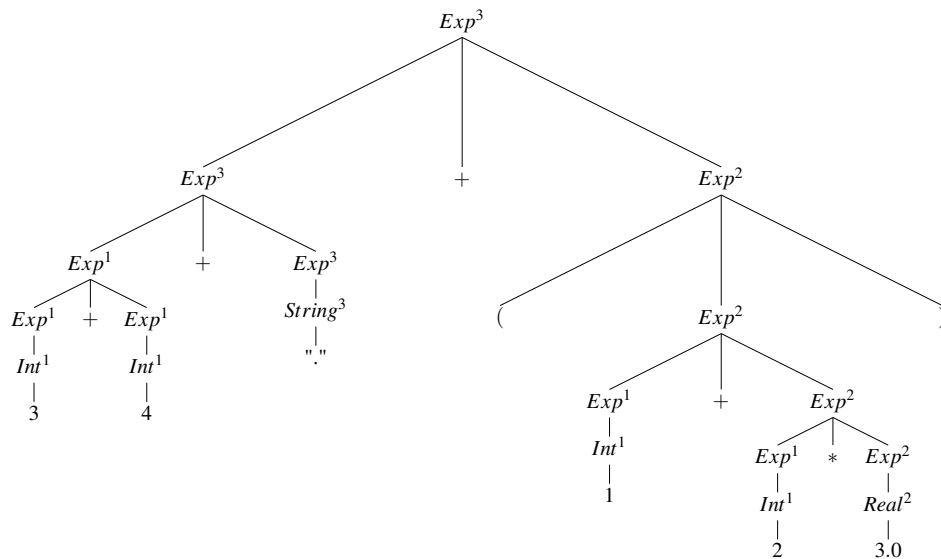 Exp³
Exp³ + Exp²
Exp¹ + Exp³
Exp¹ + Exp¹ String³ ( Exp² )
Int¹ Int¹ "."
3 4 Exp¹ + Exp²
Int¹ Exp¹ * Exp²
1 Int¹ Real²
2 3.0